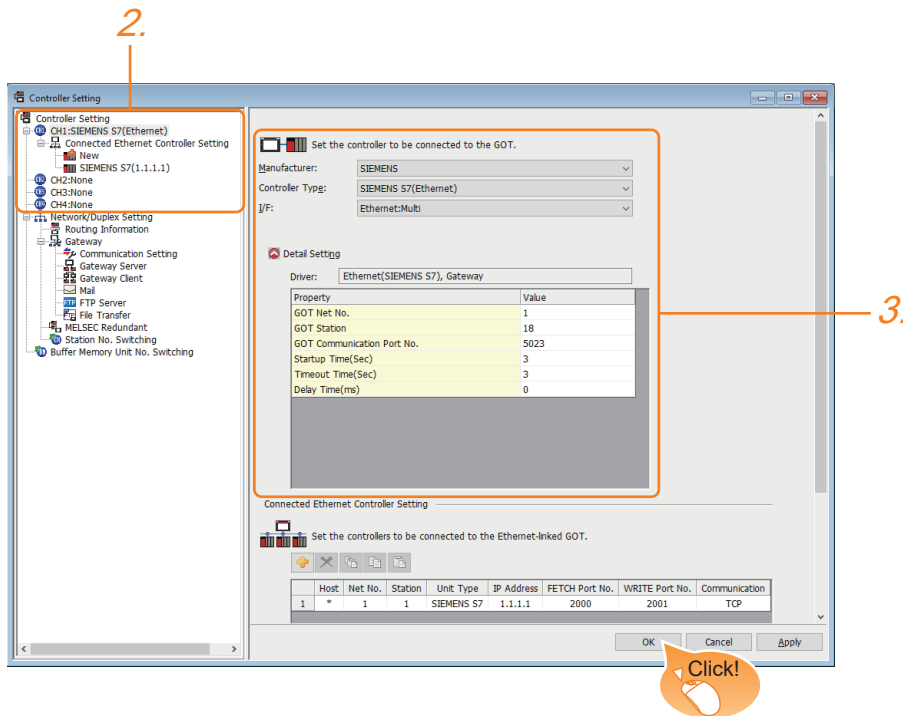 2.
Controller Setting
Controller Setting
CH1:SIEMENS S7(Ethernet)
Connected Ethernet Controller Setting
New
SIEMENS S7(1.1.1.1)
CH2:None
CH3:None
CH4:None
Network/Duplex Setting
Routing Information
Gateway
Communication Setting
Gateway Server
Gateway Client
Mail
FTP Server
File Transfer
MELSEC Redundant
Station No. Switching
Buffer Memory Unit No. Switching
Set the controller to be connected to the GOT.
Manufacturer: SIEMENS
Controller Type: SIEMENS S7(Ethernet)
I/F: Ethernet:Multi
Detail Setting
Driver: Ethernet(SIEMENS S7), Gateway
Property Value
GOT Net No. 1
GOT Station 18
GOT Communication Port No. 5023
Startup Time(Sec) 3
Timeout Time(Sec) 3
Delay Time(ms) 0
3.
Connected Ethernet Controller Setting
Set the controllers to be connected to the Ethernet-linked GOT.
Host Net No. Station Unit Type IP Address FETCH Port No. WRITE Port No. Communication
1 * 1 1 SIEMENS S7 1.1.1.1 2000 2001 TCP
OK Cancel Apply
Click!